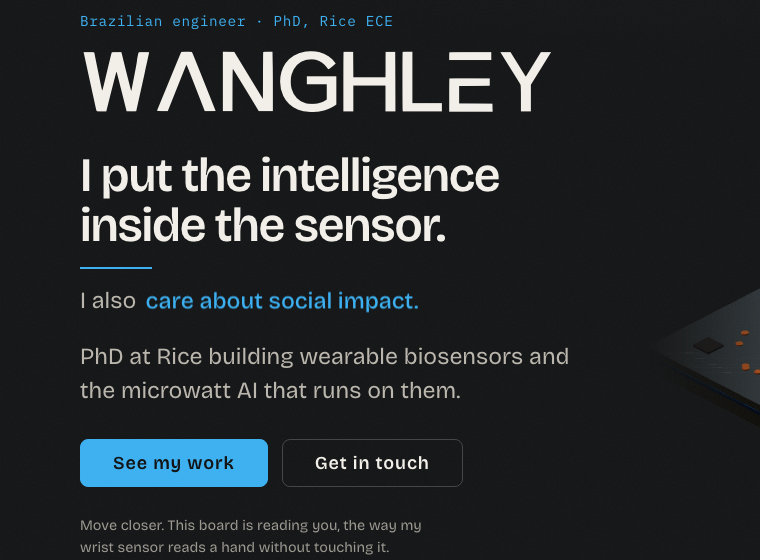 Brazilian engineer · PhD, Rice ECE
WANGHLEY
I put the intelligence
inside the sensor.
I also care about social impact.
PhD at Rice building wearable biosensors and
the microwatt AI that runs on them.
See my work
Get in touch
Move closer. This board is reading you, the way my
wrist sensor reads a hand without touching it.